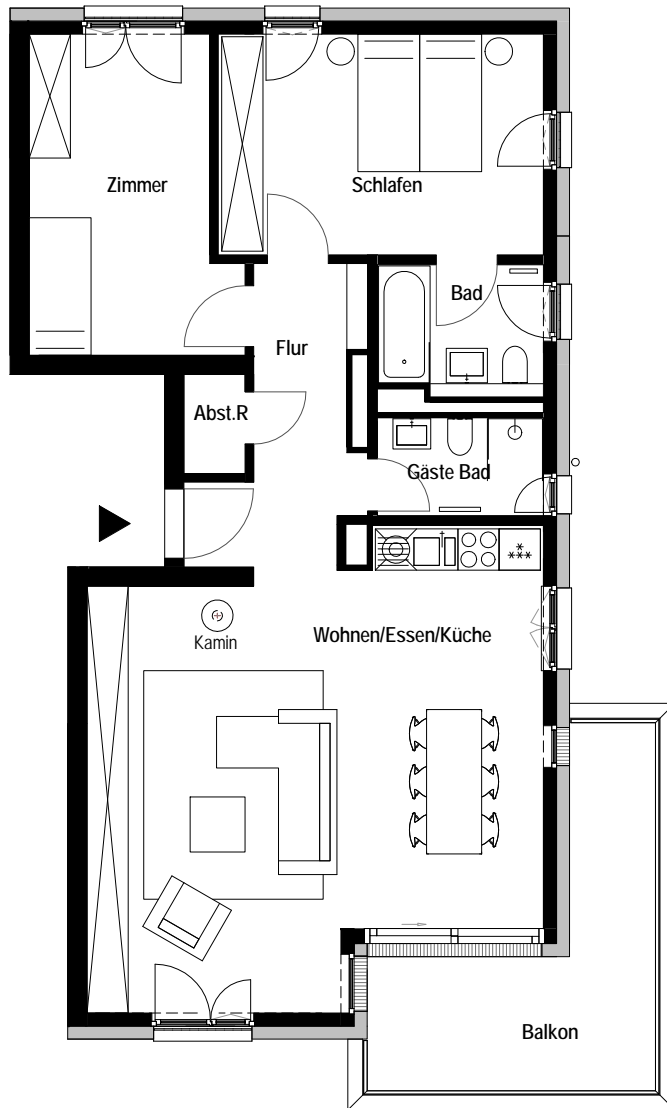 Zimmer
Schlafen
Bad
Flur
Abst.R
Gäste Bad
Kamin
Wohnen/Essen/Küche
Balkon